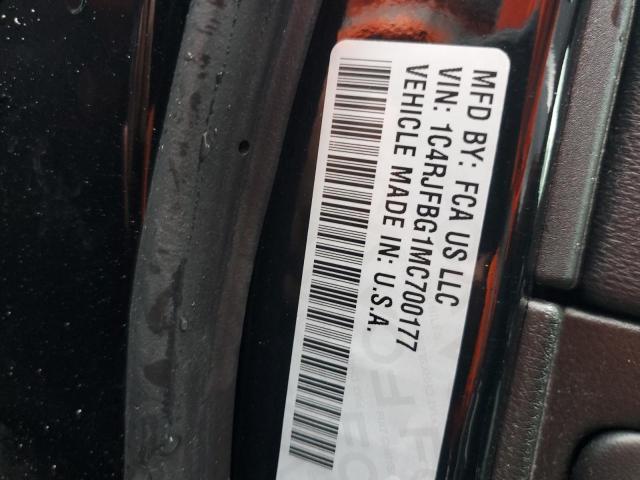 MFD BY: FCA US LLC
VIN: 1C4RJFBG1MC700177
VEHICLE MADE IN: U.S.A.